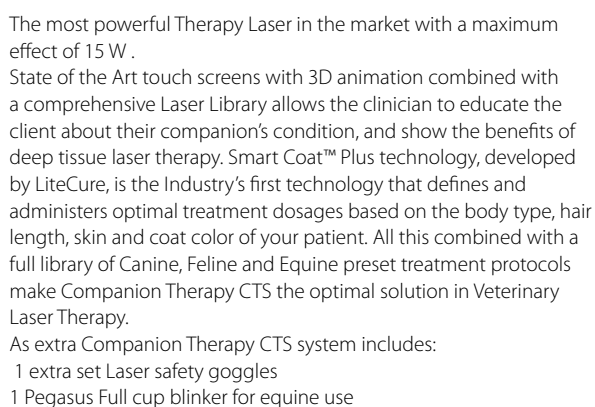 The most powerful Therapy Laser in the market with a maximum
effect of 15 W .
State of the Art touch screens with 3D animation combined with
a comprehensive Laser Library allows the clinician to educate the
client about their companion's condition, and show the benefits of
deep tissue laser therapy. Smart Coat™ Plus technology, developed
by LiteCure, is the Industry's first technology that defines and
administers optimal treatment dosages based on the body type, hair
length, skin and coat color of your patient. All this combined with a
full library of Canine, Feline and Equine preset treatment protocols
make Companion Therapy CTS the optimal solution in Veterinary
Laser Therapy.
As extra Companion Therapy CTS system includes:
1 extra set Laser safety goggles
1 Pegasus Full cup blinker for equine use